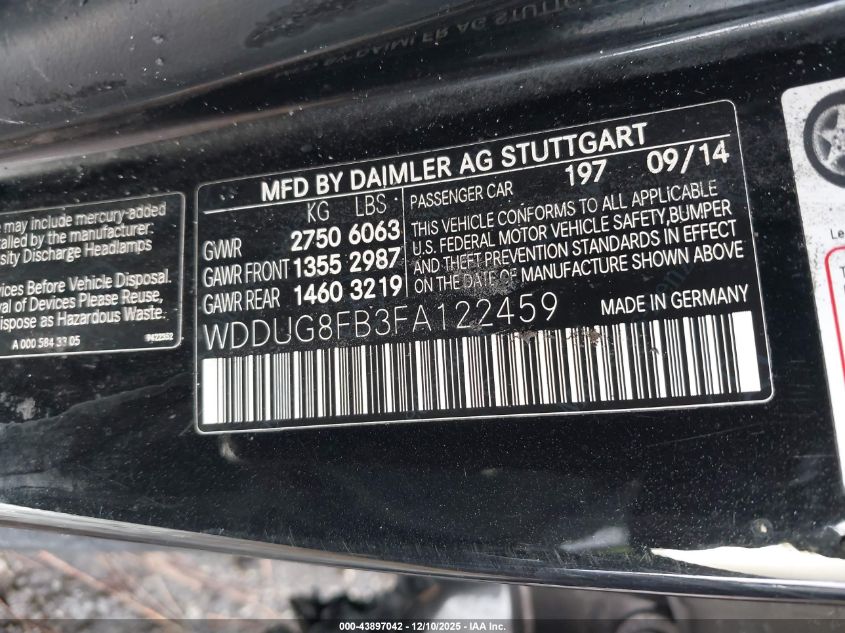 MFD BY DAIMLER AG STUTTGART
197 09/14
KG LBS
GVWR 2750 6063
GAWR FRONT 1355 2987
GAWR REAR 1460 3219
PASSENGER CAR
THIS VEHICLE CONFORMS TO ALL APPLICABLE
U.S. FEDERAL MOTOR VEHICLE SAFETY, BUMPER
AND THEFT PREVENTION STANDARDS IN EFFECT
ON THE DATE OF MANUFACTURE SHOWN ABOVE
WDDUG8FB3FA122459
MADE IN GERMANY
may include mercury-added
talled by the manufacturer:
sity Discharge Headlamps
vices Before Vehicle Disposal.
val of Devices Please Reuse,
ispose as Hazardous Waste.
A 000 584 33 05
Le
000-43897042 - 12/10/2025 - IAA Inc.